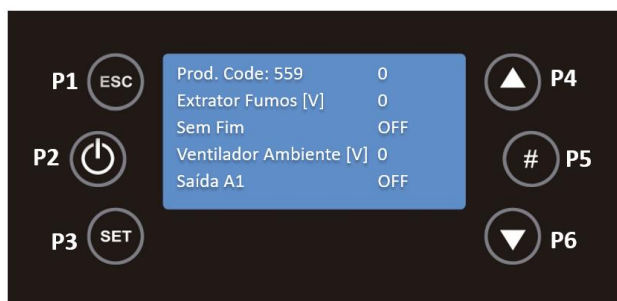 P1 ESC
P2
P3 SET
Prod. Code: 559 0
Extrator Fumos [V] 0
Sem Fim OFF
Ventilador Ambiente [V] 0
Saída A1 OFF
P4
# P5
P6